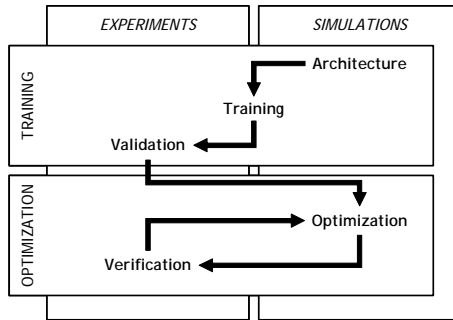 EXPERIMENTS
SIMULATIONS
TRAINING
Architecture
Training
Validation
OPTIMIZATION
Optimization
Verification